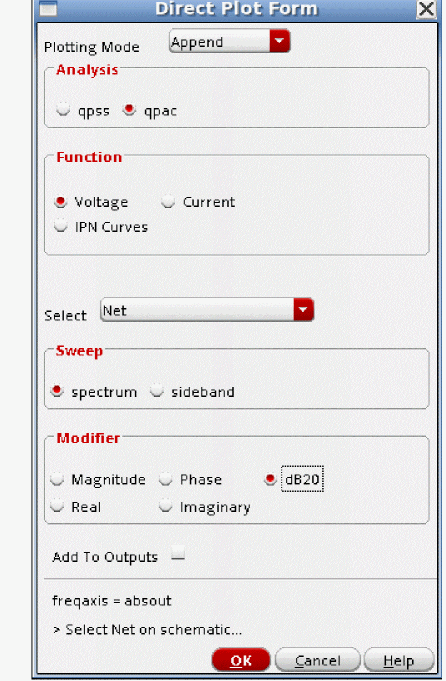 Direct Plot Form
Plotting Mode Append
Analysis
qpss qpac
Function
Voltage Current
IPN Curves
Select Net
Sweep
spectrum sideband
Modifier
Magnitude Phase dB20
Real Imaginary
Add To Outputs
freqaxis = absout
> Select Net on schematic...
OK Cancel Help